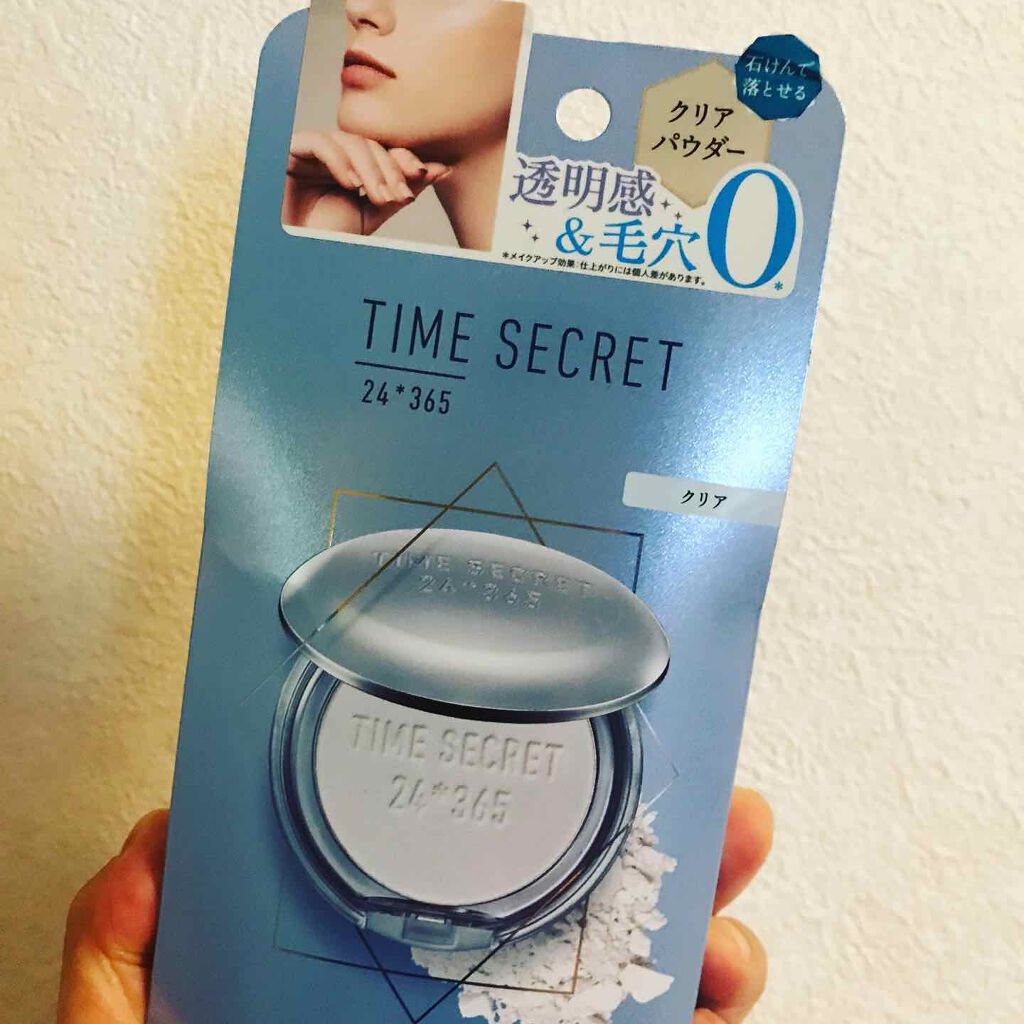 石けんで
落とせる
クリア
パウダー
透明感
&毛穴0*
*メイクアップ効果:仕上がりには個人差があります。
TIME SECRET
24*365
クリア
TIME SECRET
24*365
TIME SECRET
24*365